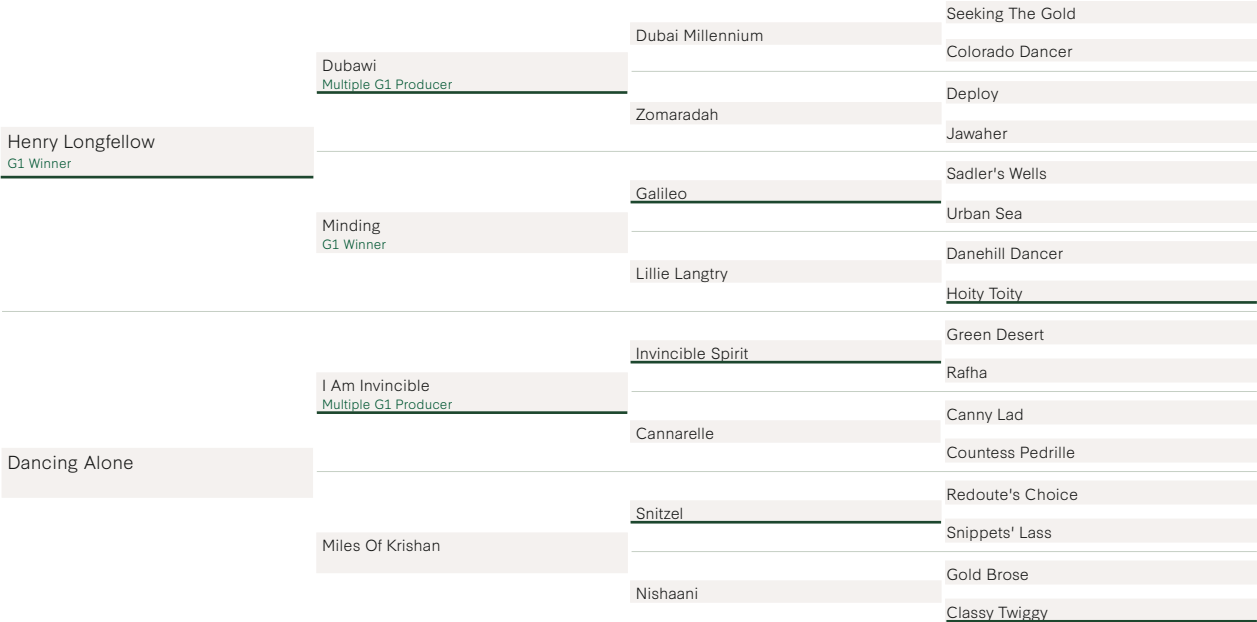 Henry Longfellow
G1 Winner
Dancing Alone
Dubawi
Multiple G1 Producer
Minding
G1 Winner
I Am Invincible
Multiple G1 Producer
Miles Of Krishan
Dubai Millennium
Zomaradah
Galileo
Lillie Langtry
Invincible Spirit
Cannarelle
Snitzel
Nishaani
Seeking The Gold
Colorado Dancer
Deploy
Jawaher
Sadler's Wells
Urban Sea
Danehill Dancer
Hoity Toity
Green Desert
Rafha
Canny Lad
Countess Pedrille
Redoute's Choice
Snippets' Lass
Gold Brose
Classy Twiggy